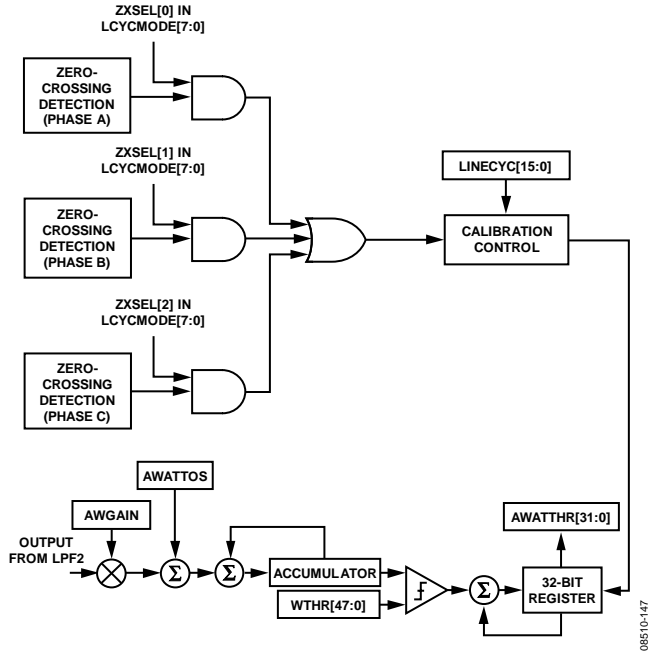 ZXSEL[0] IN
LCYCMODE[7:0]
ZERO-
CROSSING
DETECTION
(PHASE A)
ZXSEL[1] IN
LCYCMODE[7:0]
ZERO-
CROSSING
DETECTION
(PHASE B)
LINECYC[15:0]
CALIBRATION
CONTROL
ZXSEL[2] IN
LCYCMODE[7:0]
ZERO-
CROSSING
DETECTION
(PHASE C)
AWATTOS
AWGAIN
AWATTHR[31:0]
OUTPUT
FROM LPF2
Σ
Σ
ACCUMULATOR
WTHR[47:0]
Σ
32-BIT
REGISTER
08510-147